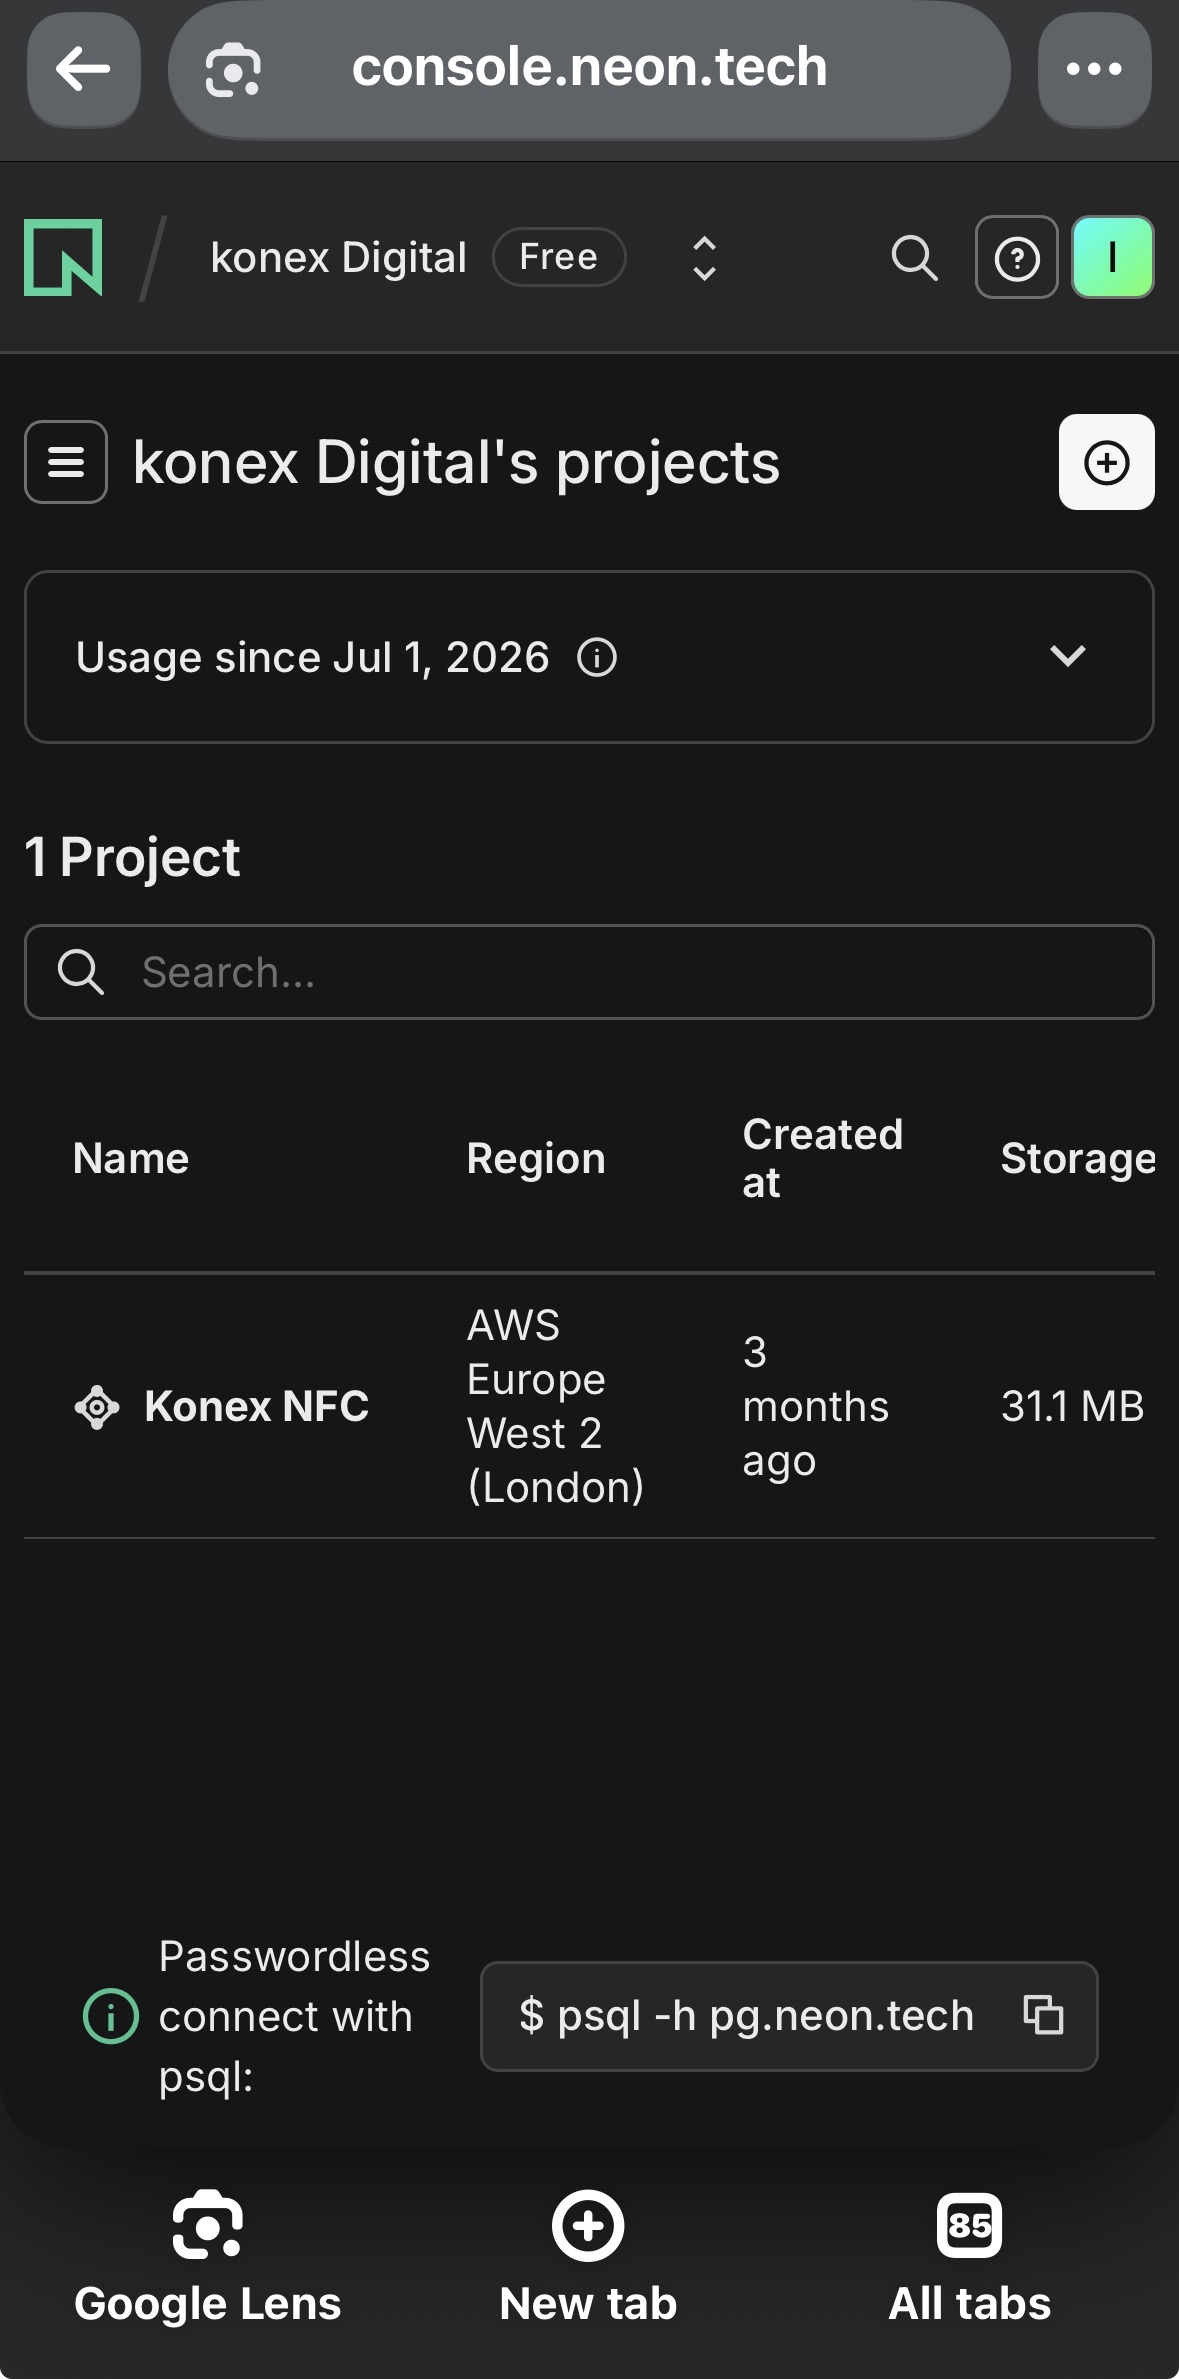 console.neon.tech
konex Digital Free
I
konex Digital's projects
Usage since Jul 1, 2026
1 Project
Search...
Name Region Created at Storage
Konex NFC
AWS
Europe
West 2
(London)
3
months
ago
31.1 MB
Passwordless
connect with
psql:
$ psql -h pg.neon.tech
85
Google Lens New tab All tabs